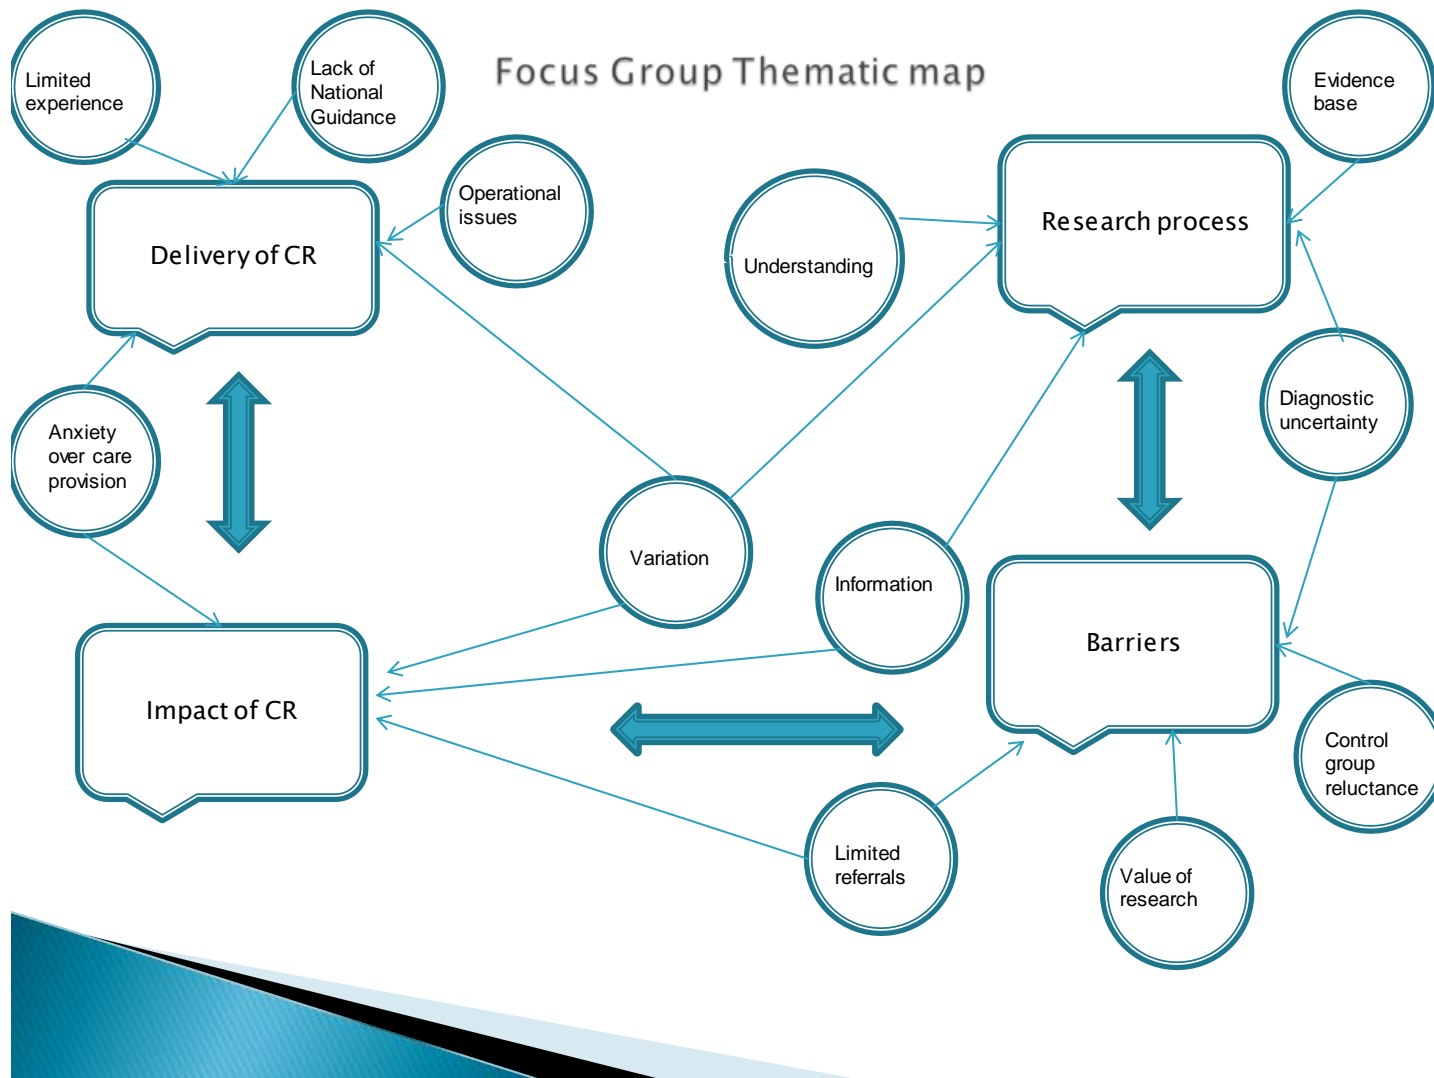 Focus Group Thematic map
Limited
experience
Lack of
National
Guidance
Evidence
base
Operational
issues
Understanding
Research process
Delivery of CR
Diagnostic
uncertainty
Anxiety
over care
provision
Variation
Information
Barriers
Impact of CR
Control
group
reluctance
Limited
referrals
Value of
research